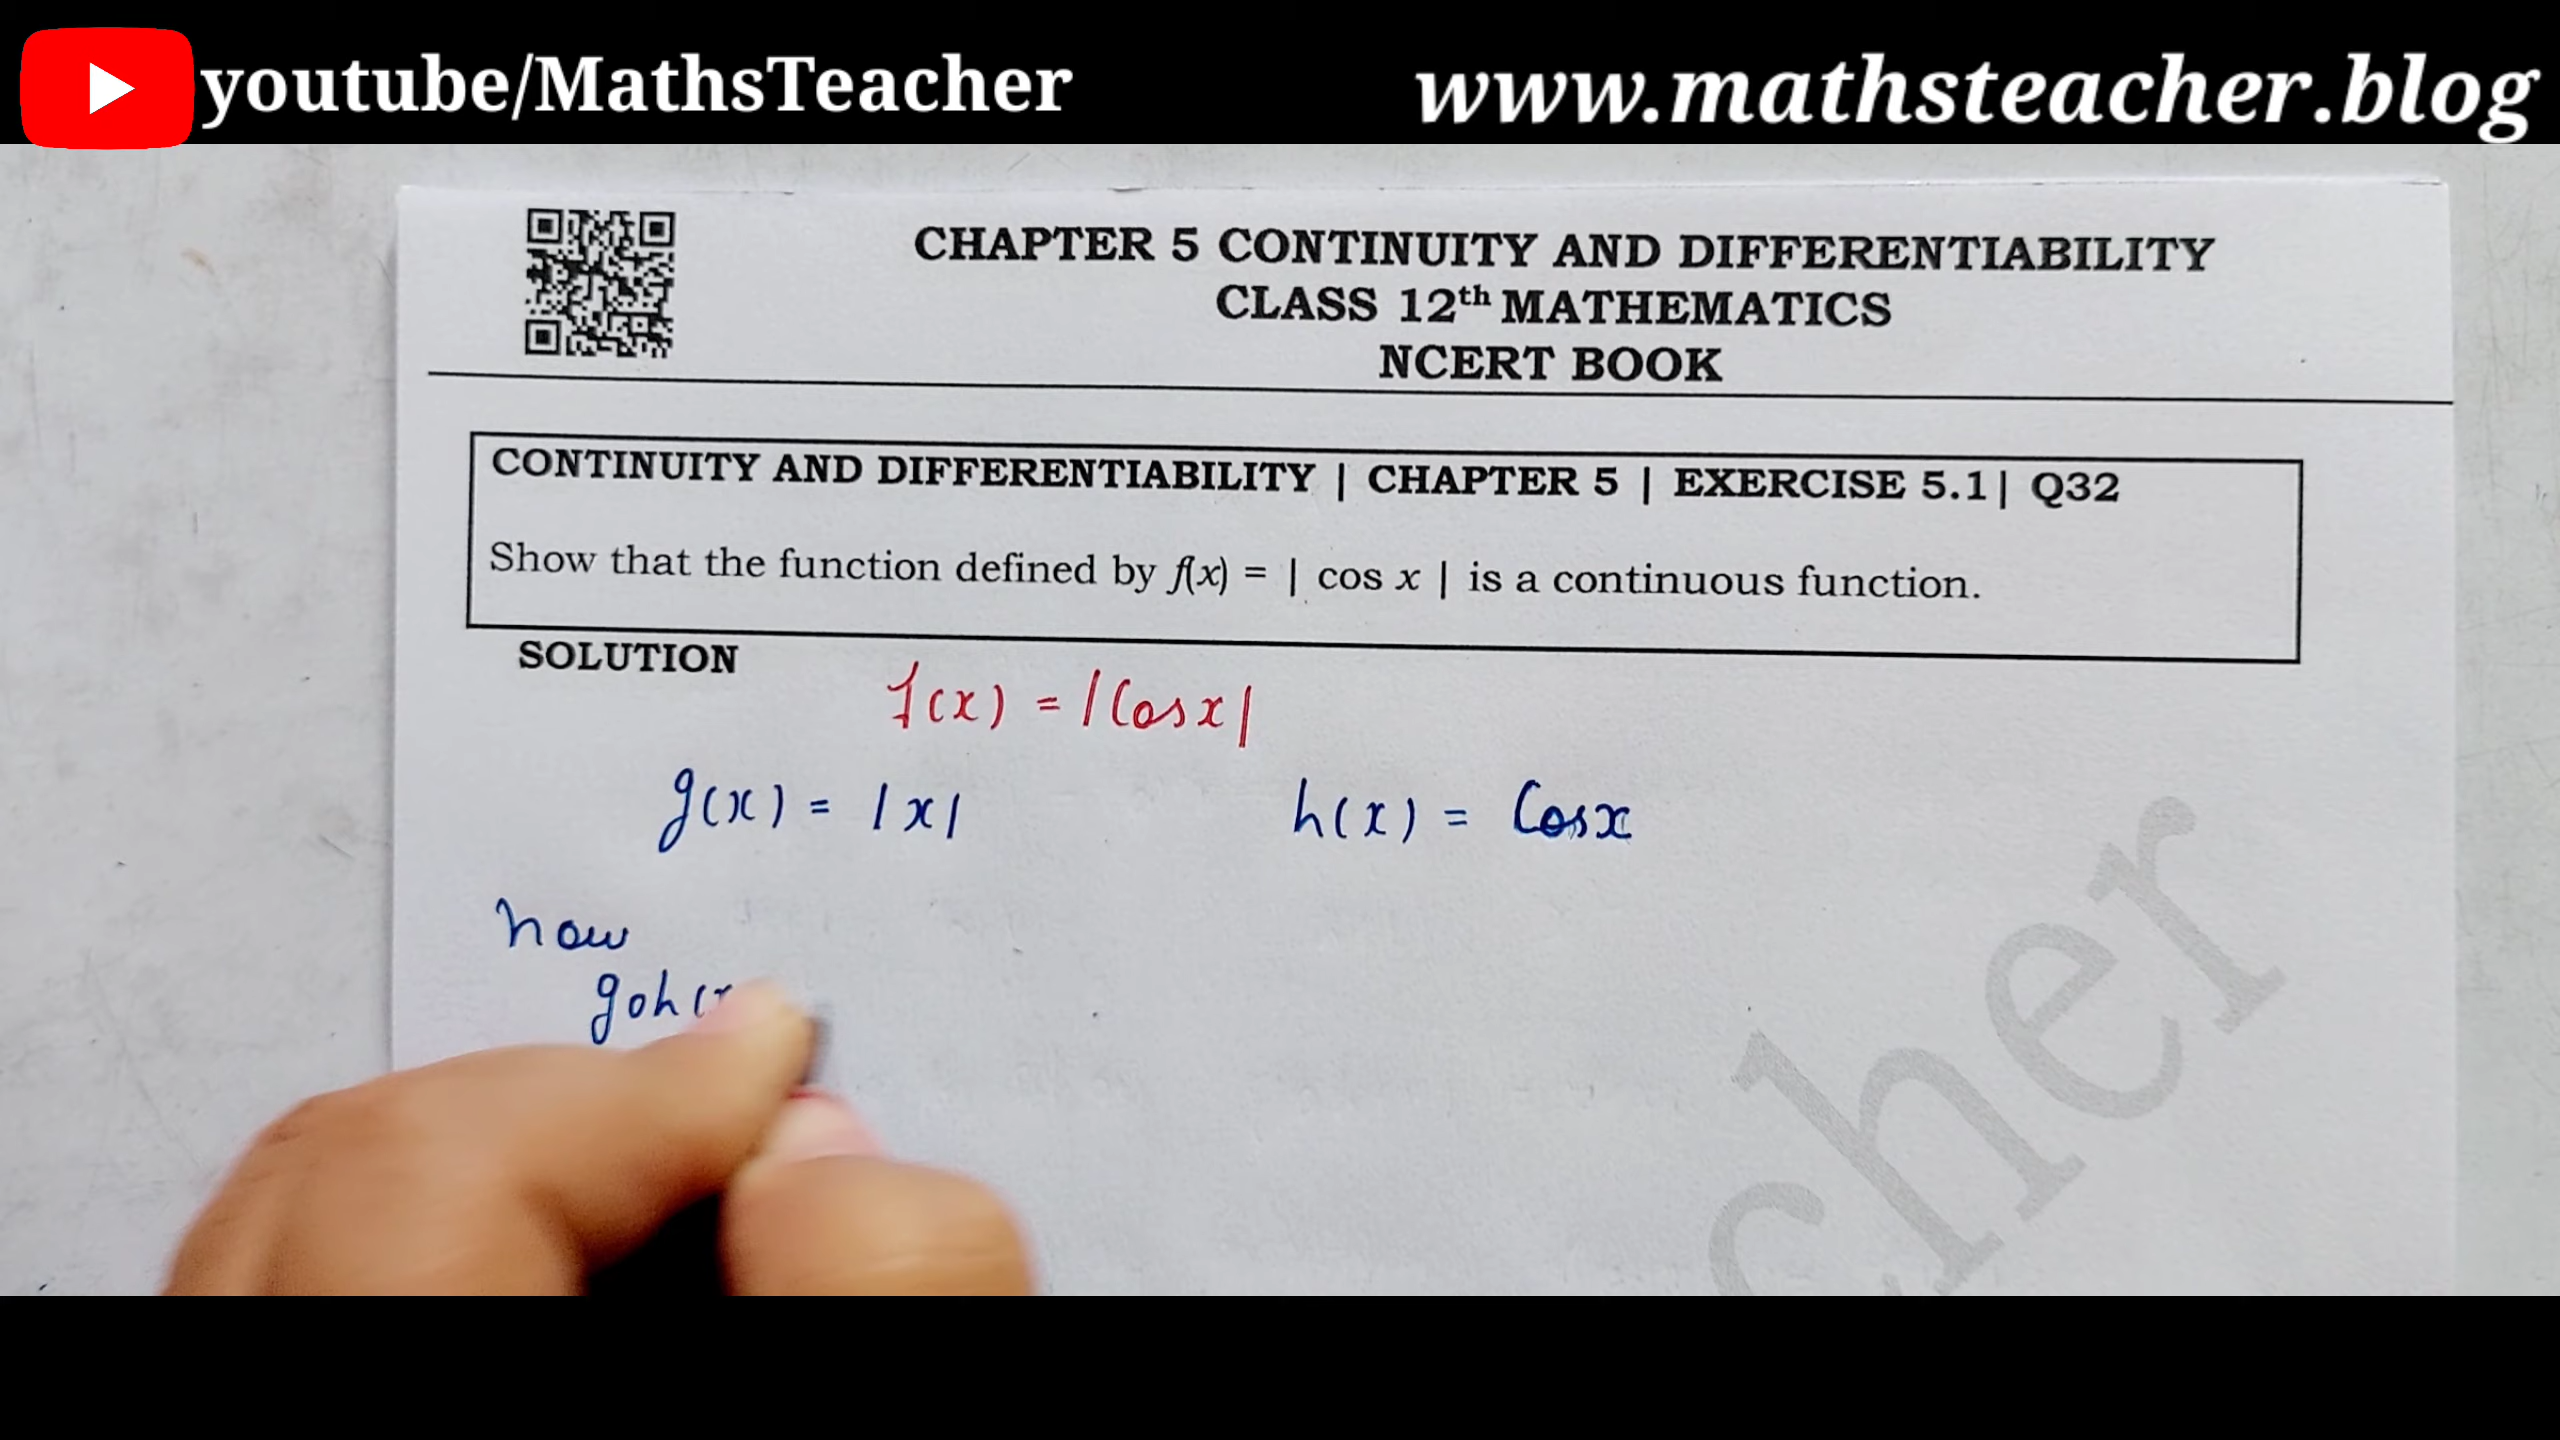 youtube/MathsTeacher
www.mathsteacher.blog
CHAPTER 5 CONTINUITY AND DIFFERENTIABILITY
CLASS 12th MATHEMATICS
NCERT BOOK
CONTINUITY AND DIFFERENTIABILITY | CHAPTER 5 | EXERCISE 5.1| Q32
Show that the function defined by f(x) = | cos x | is a continuous function.
SOLUTION
f(x) = |Cosx|
g(x) = |x|
h(x) = Cosx
now
goh(x
cher